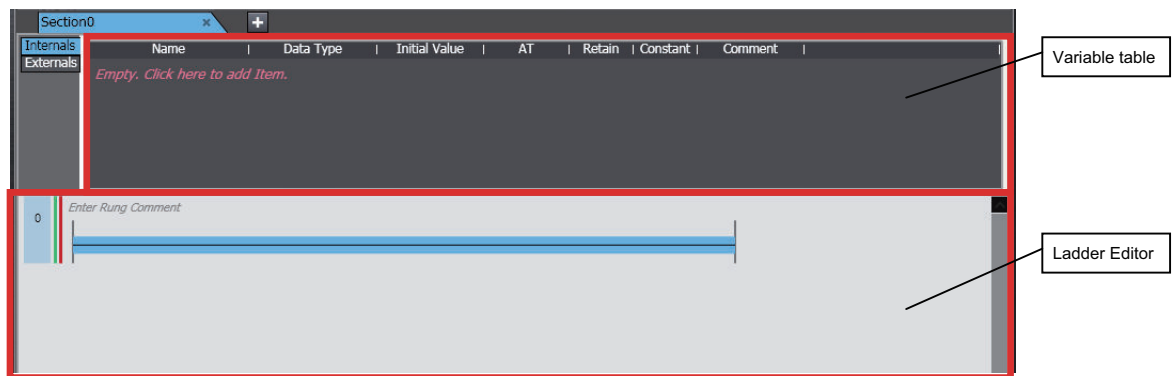 Section0
Internals
Externals
Name Data Type Initial Value AT Retain Constant Comment
Empty. Click here to add Item.
Variable table
0
Enter Rung Comment
Ladder Editor